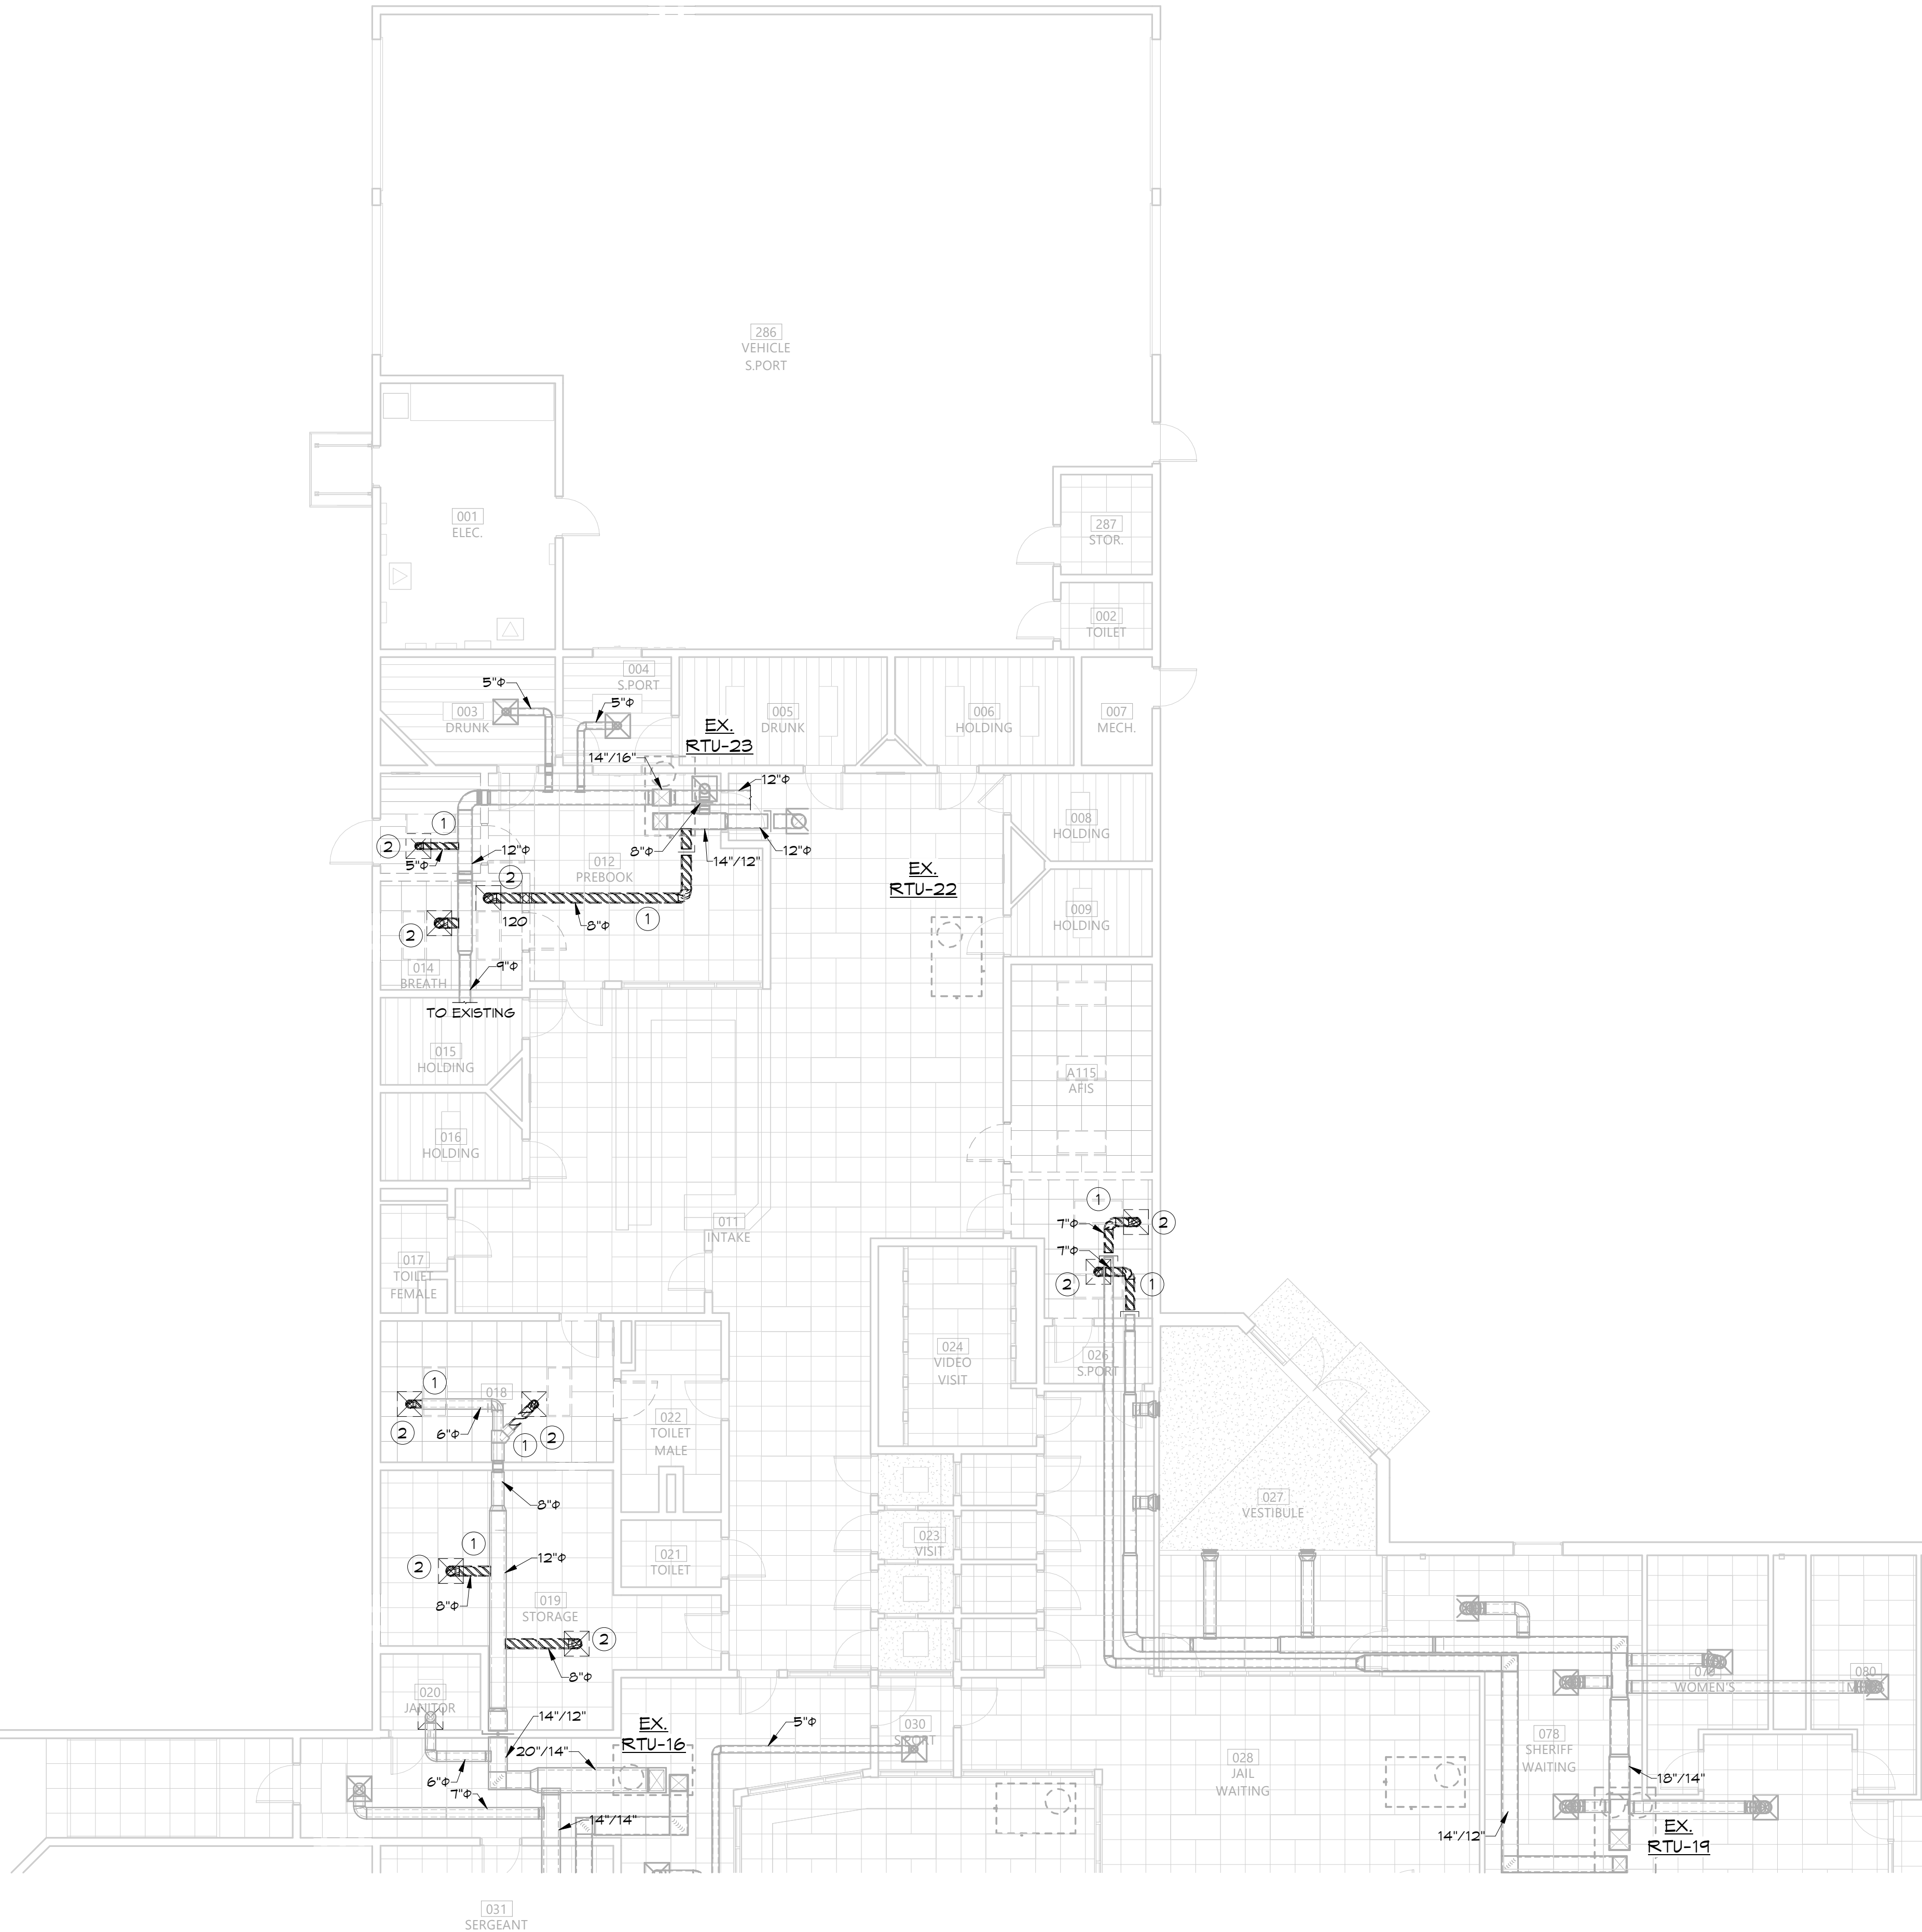 286
VEHICLE
S.PORT
001
ELEC.
287
STOR.
002
TOILET
004
S.PORT
5"Φ
5"Φ
003
DRUNK
005
DRUNK
006
HOLDING
007
MECH.
EX.
RTU-23
14"/16"
12"Φ
1
2
5"Φ
12"Φ
8"Φ
14"/12"
12"Φ
008
HOLDING
012
PREBOOK
EX.
RTU-22
2
120
8"Φ
1
2
009
HOLDING
014
BREATH
9"Φ
TO EXISTING
015
HOLDING
A115
AFIS
016
HOLDING
011
INTAKE
1
7"Φ
2
7"Φ
2
1
017
TOILET
FEMALE
024
VIDEO
VISIT
026
S.PORT
1
018
2
6"Φ
1
2
022
TOILET
MALE
8"Φ
027
VESTIBULE
1
2
12"Φ
8"Φ
023
VISIT
021
TOILET
019
STORAGE
2
8"Φ
020
JANITOR
WOMEN'S
080
14"/12"
EX.
RTU-16
20"/14"
5"Φ
030
028
JAIL
WAITING
078
SHERIFF
WAITING
6"Φ
7"Φ
14"/14"
18"/14"
14"/12"
EX.
RTU-19
031
SERGEANT